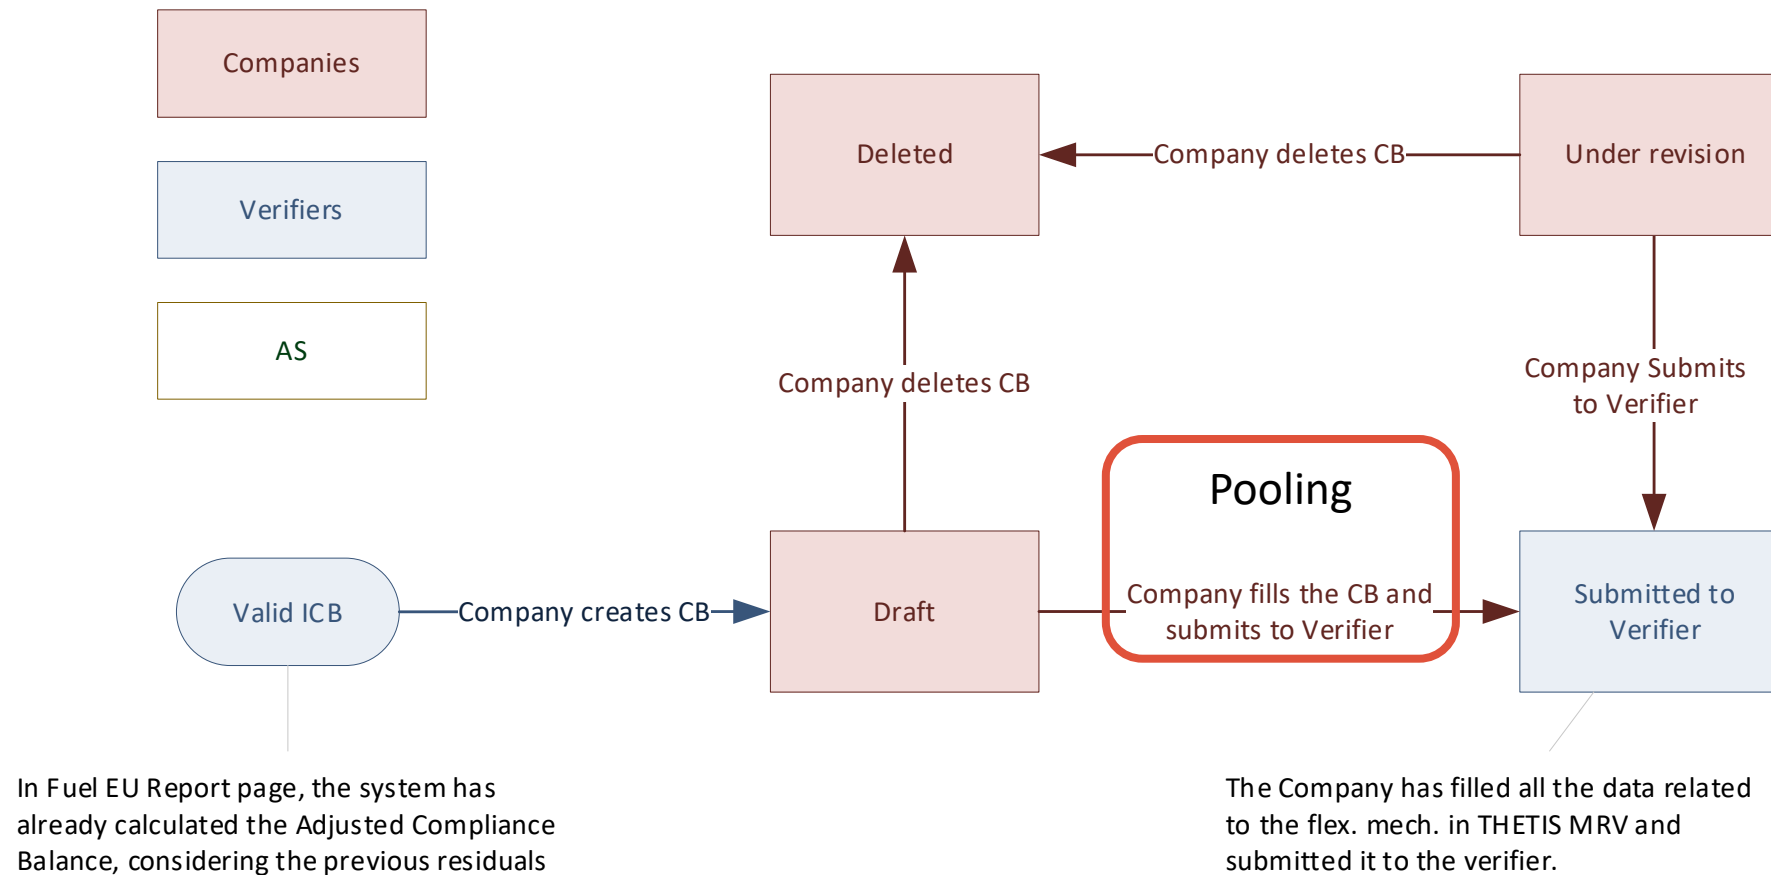 Companies
Verifiers
AS
Deleted
Company deletes CB
Under revision
Company deletes CB
Company Submits
to Verifier
Pooling
Valid ICB
Company creates CB
Draft
Company fills the CB and
submits to Verifier
Submitted to
Verifier
In Fuel EU Report page, the system has
already calculated the Adjusted Compliance
Balance, considering the previous residuals
The Company has filled all the data related
to the flex. mech. in THETIS MRV and
submitted it to the verifier.